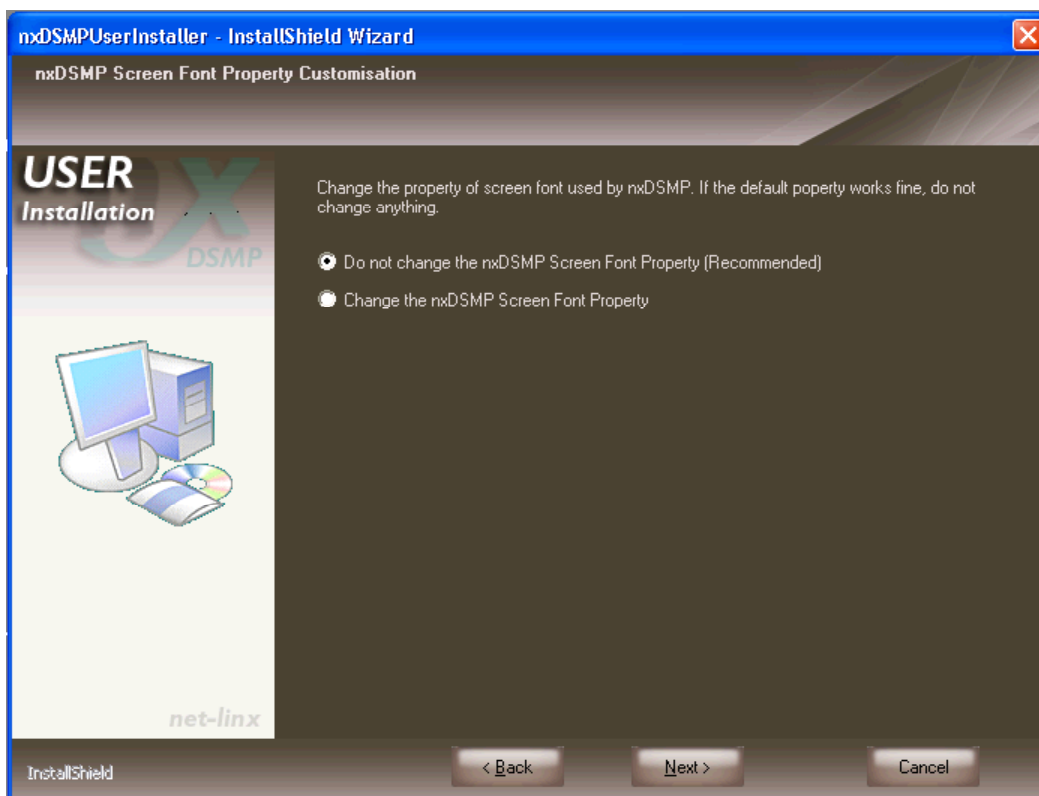 nxDSMPUserInstaller - InstallShield Wizard
nxDSMP Screen Font Property Customisation
USER
Installation
DSMP
Change the property of screen font used by nxDSMP. If the default poperty works fine, do not
change anything.
Do not change the nxDSMP Screen Font Property (Recommended)
Change the nxDSMP Screen Font Property
net-linx
InstallShield
< Back
Next >
Cancel